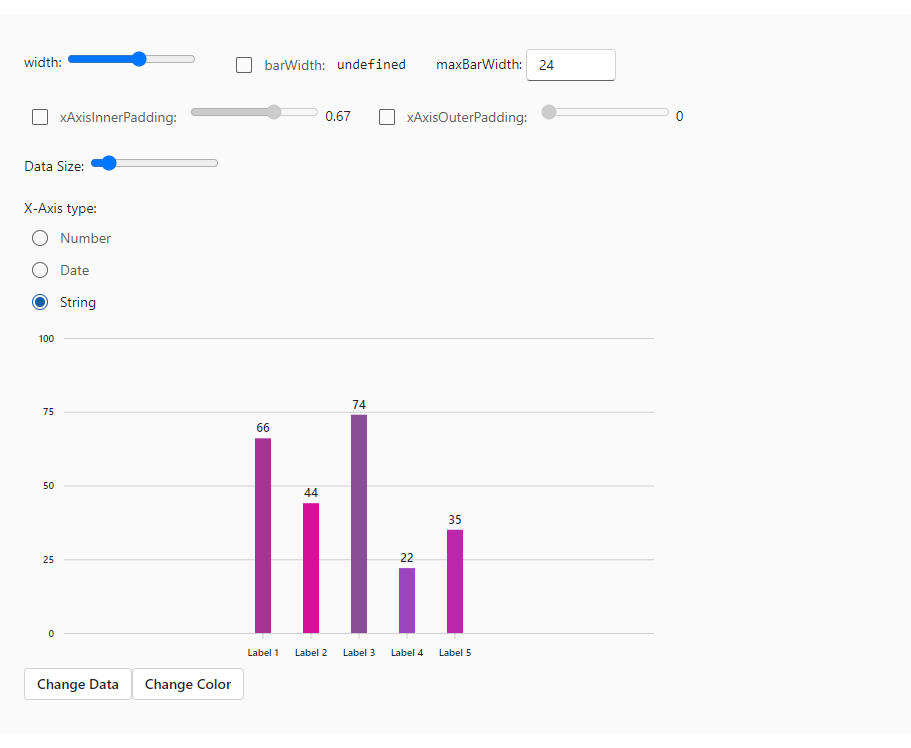 width: barWidth: undefined maxBarWidth: 24
xAxisInnerPadding: 0.67 xAxisOuterPadding: 0
Data Size:
X-Axis type:
Number
Date
String
100
75
50
25
0
66
44
74
22
35
Label 1 Label 2 Label 3 Label 4 Label 5
Change Data Change Color